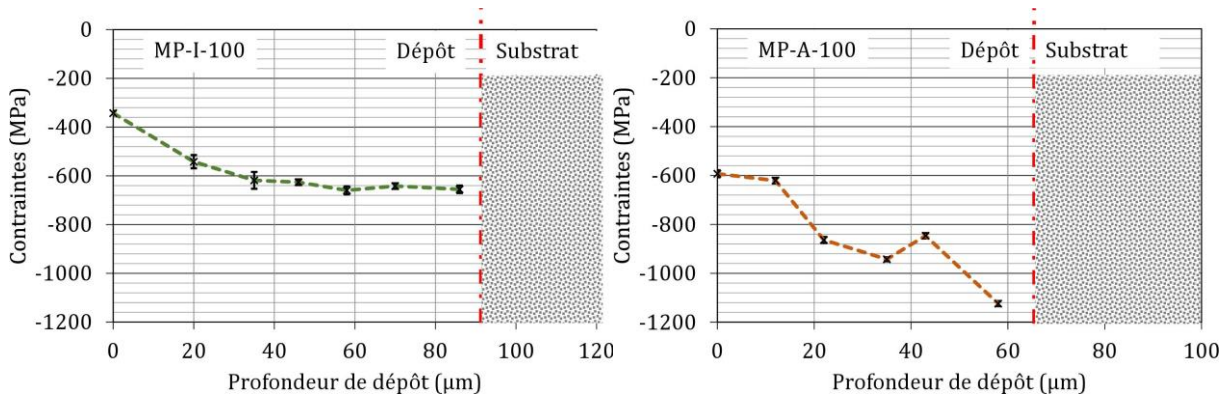 0
MP-I-100
Dépôt
Substrat
-200
-400
-600
-800
-1000
-1200
Contraintes (MPa)
0 20 40 60 80 100 120
Profondeur de dépôt (µm)
0
MP-A-100
Dépôt
Substrat
-200
-400
-600
-800
-1000
-1200
Contraintes (MPa)
0 20 40 60 80 100
Profondeur de dépôt (µm)